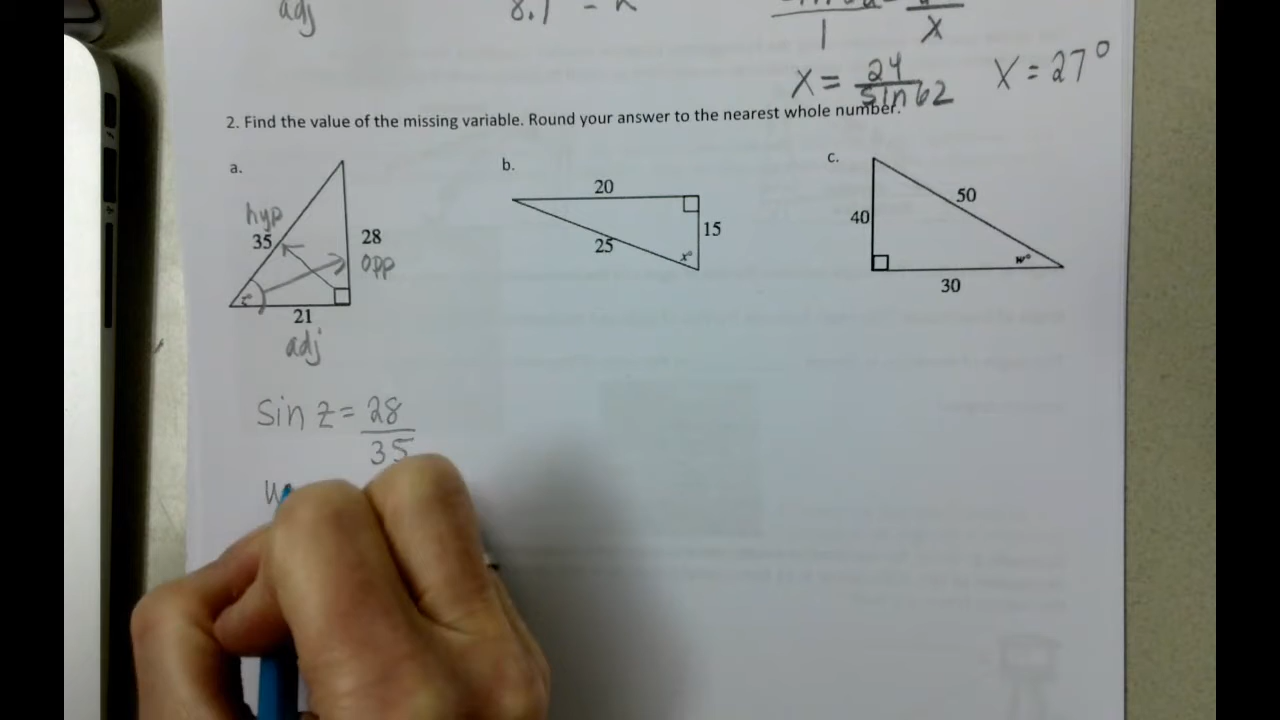 adj 8.1 =
1 x
x = 24/sin62 x = 27°
2. Find the value of the missing variable. Round your answer to the nearest whole number.
a. b. c.
hyp
35
28
opp
z°
21
adj
20
15
25
x°
50
40
w°
30
sin z = 28/35